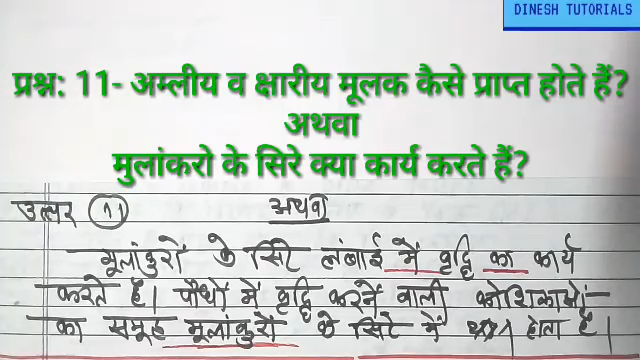 DINESH TUTORIALS
प्रश्न: 11- अम्लीय व क्षारीय मूलक कैसे प्राप्त होते हैं?
अथवा
मुलांकरो के सिरे क्या कार्य करते हैं?
उत्तर 11 अथवा
मूलांकुरों के सिरे लंबाई में वृद्धि का कार्य
करते हैं। पौधों में वृद्धि करने वाली कोशिकाओं
का समूह मूलांकुरों के सिरे में होता है।